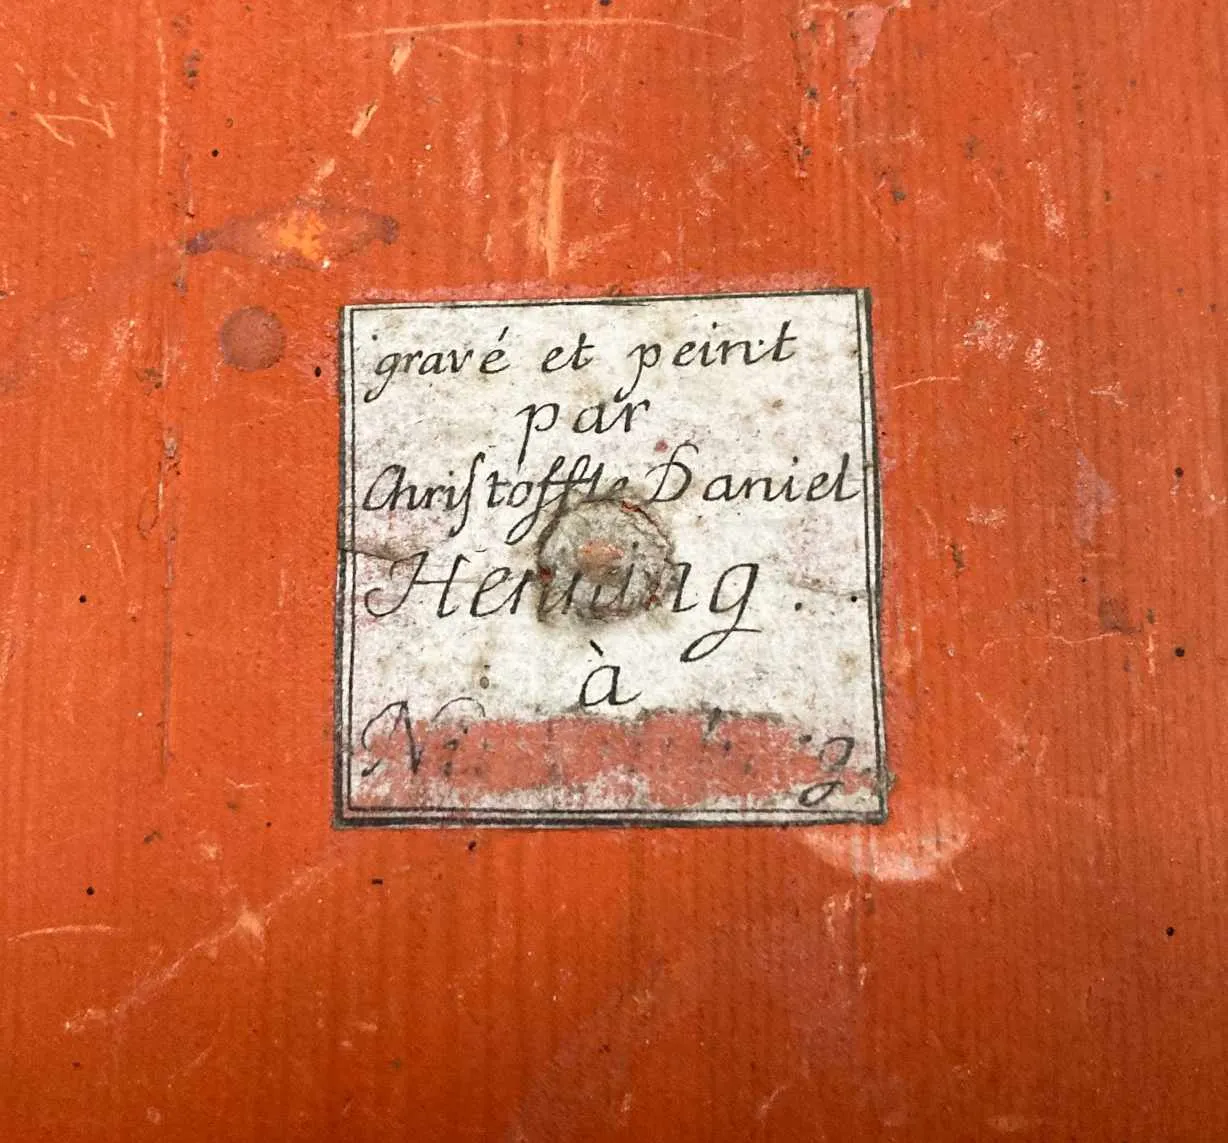 gravé et peint
par
Chriſtoffle Daniel
Henning . .
à